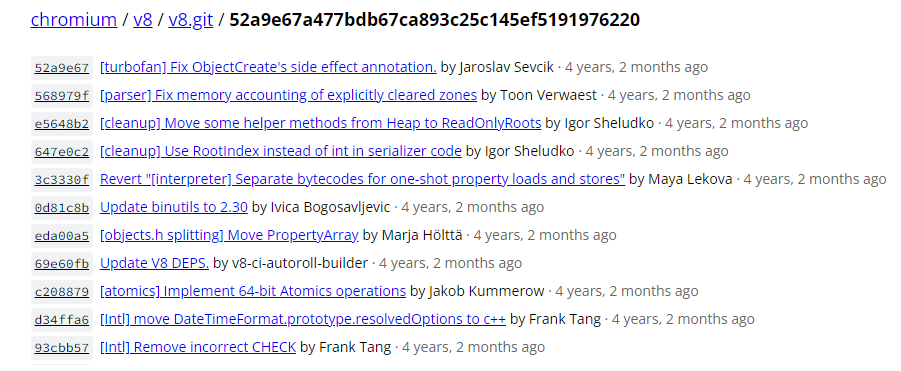 chromium / v8 / v8.git / 52a9e67a477bdb67ca893c25c145ef5191976220
52a9e67 [turbofan] Fix ObjectCreate's side effect annotation. by Jaroslav Sevcik · 4 years, 2 months ago
568979f [parser] Fix memory accounting of explicitly cleared zones by Toon Verwaest · 4 years, 2 months ago
e5648b2 [cleanup] Move some helper methods from Heap to ReadOnlyRoots by Igor Sheludko · 4 years, 2 months ago
647e0c2 [cleanup] Use RootIndex instead of int in serializer code by Igor Sheludko · 4 years, 2 months ago
3c3330f Revert "[interpreter] Separate bytecodes for one-shot property loads and stores" by Maya Lekova · 4 years, 2 months ago
0d81c8b Update binutils to 2.30 by Ivica Bogosavljevic · 4 years, 2 months ago
eda00a5 [objects.h splitting] Move PropertyArray by Marja Hölttä · 4 years, 2 months ago
69e60fb Update V8 DEPS. by v8-ci-autoroll-builder · 4 years, 2 months ago
c208879 [atomics] Implement 64-bit Atomics operations by Jakob Kummerow · 4 years, 2 months ago
d34ffa6 [Intl] move DateTimeFormat.prototype.resolvedOptions to c++ by Frank Tang · 4 years, 2 months ago
93cbb57 [Intl] Remove incorrect CHECK by Frank Tang · 4 years, 2 months ago